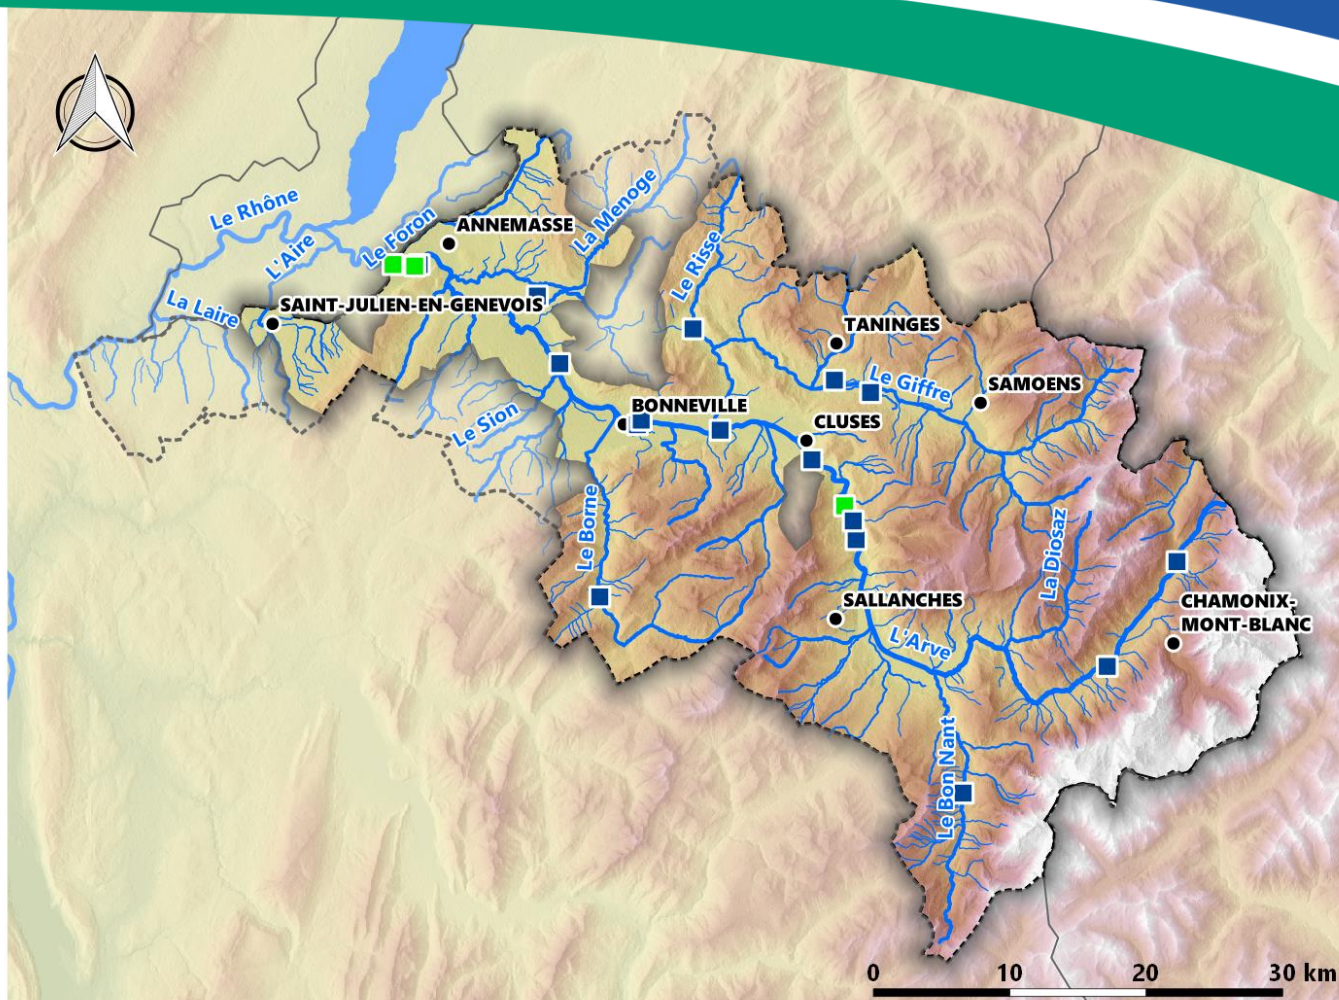 Le Rhône
L'Aire
Le Foron
ANNEMASSE
La Menoge
Le Risse
La Laire
SAINT-JULIEN-EN-GENEVOIS
TANINGES
Le Giffre
SAMOENS
Le Sion
BONNEVILLE
CLUSES
Le Borne
La Diosaz
SALLANCHES
CHAMONIX-
MONT-BLANC
L'Arve
Le Bon Nant
0 10 20 30 km